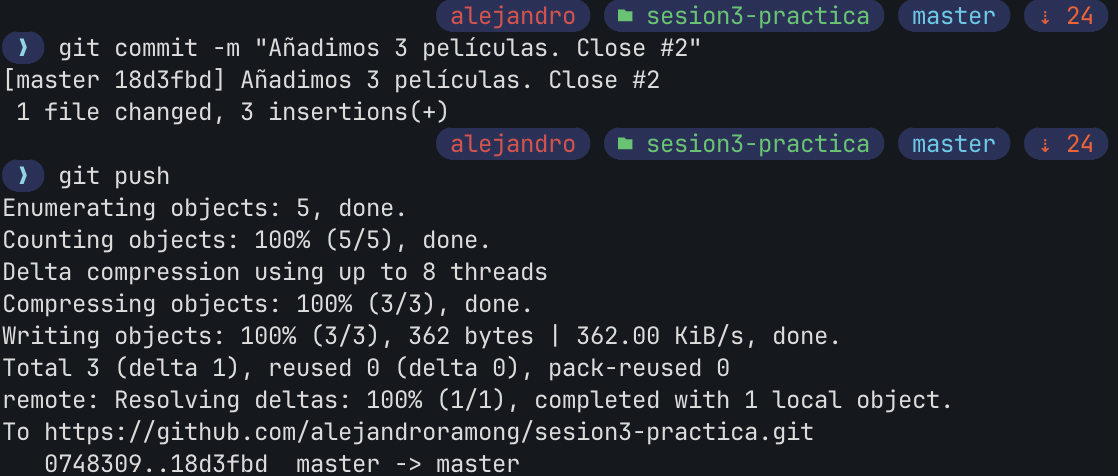 alejandro sesion3-practica master ⇣ 24
❱ git commit -m "Añadimos 3 películas. Close #2"
[master 18d3fbd] Añadimos 3 películas. Close #2
 1 file changed, 3 insertions(+)
alejandro sesion3-practica master ⇣ 24
❱ git push
Enumerating objects: 5, done.
Counting objects: 100% (5/5), done.
Delta compression using up to 8 threads
Compressing objects: 100% (3/3), done.
Writing objects: 100% (3/3), 362 bytes | 362.00 KiB/s, done.
Total 3 (delta 1), reused 0 (delta 0), pack-reused 0
remote: Resolving deltas: 100% (1/1), completed with 1 local object.
To https://github.com/alejandroramong/sesion3-practica.git
   0748309..18d3fbd  master -> master